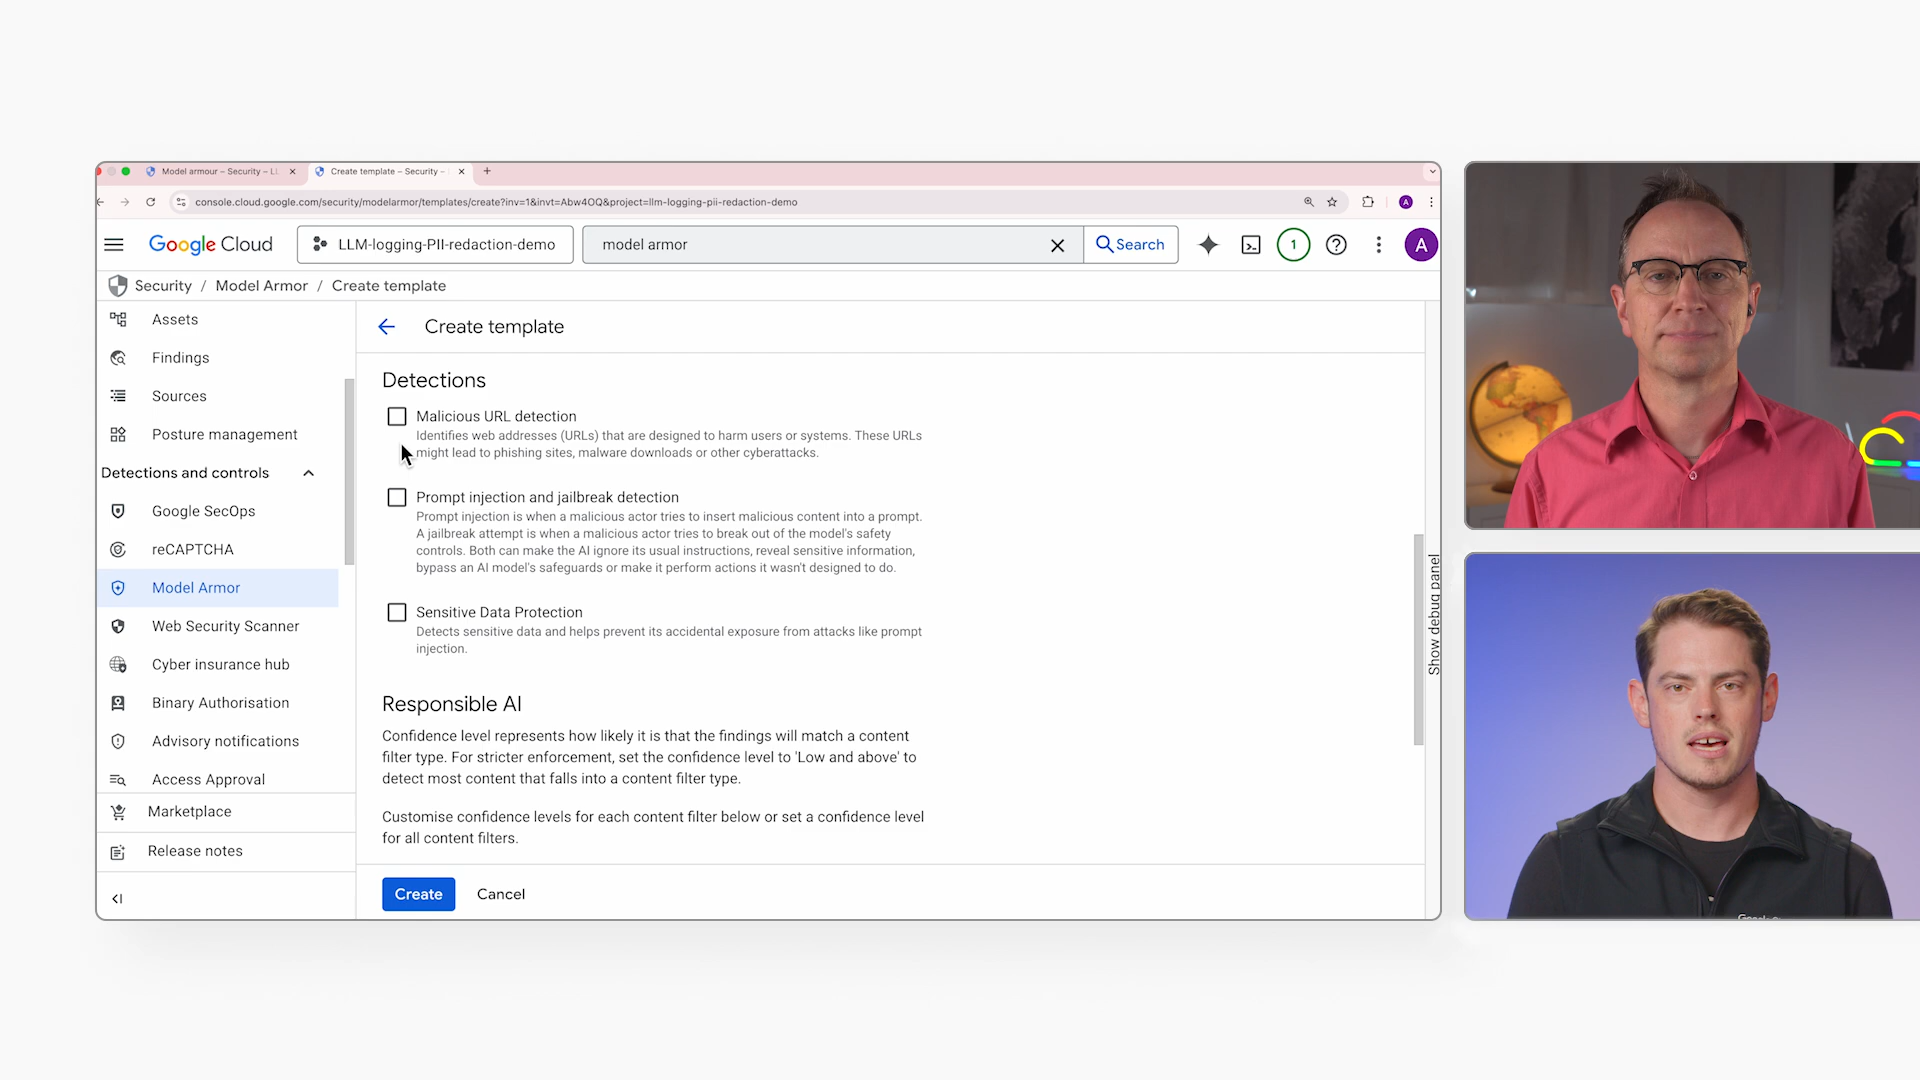 Model armour – Security – LL
Create template – Security –
console.cloud.google.com/security/modelarmor/templates/create?inv=1&invt=Abw4OQ&project=llm-logging-pii-redaction-demo
A
Google Cloud
LLM-logging-PII-redaction-demo
model armor
Search
1
A
Security / Model Armor / Create template
Assets
Findings
Sources
Posture management
Detections and controls
Google SecOps
reCAPTCHA
Model Armor
Web Security Scanner
Cyber insurance hub
Binary Authorisation
Advisory notifications
Access Approval
Marketplace
Release notes
Create template
Detections
Malicious URL detection
Identifies web addresses (URLs) that are designed to harm users or systems. These URLs
might lead to phishing sites, malware downloads or other cyberattacks.
Prompt injection and jailbreak detection
Prompt injection is when a malicious actor tries to insert malicious content into a prompt.
A jailbreak attempt is when a malicious actor tries to break out of the model's safety
controls. Both can make the AI ignore its usual instructions, reveal sensitive information,
bypass an AI model's safeguards or make it perform actions it wasn't designed to do.
Sensitive Data Protection
Detects sensitive data and helps prevent its accidental exposure from attacks like prompt
injection.
Responsible AI
Confidence level represents how likely it is that the findings will match a content
filter type. For stricter enforcement, set the confidence level to 'Low and above' to
detect most content that falls into a content filter type.
Customise confidence levels for each content filter below or set a confidence level
for all content filters.
Create
Cancel
Show debug panel